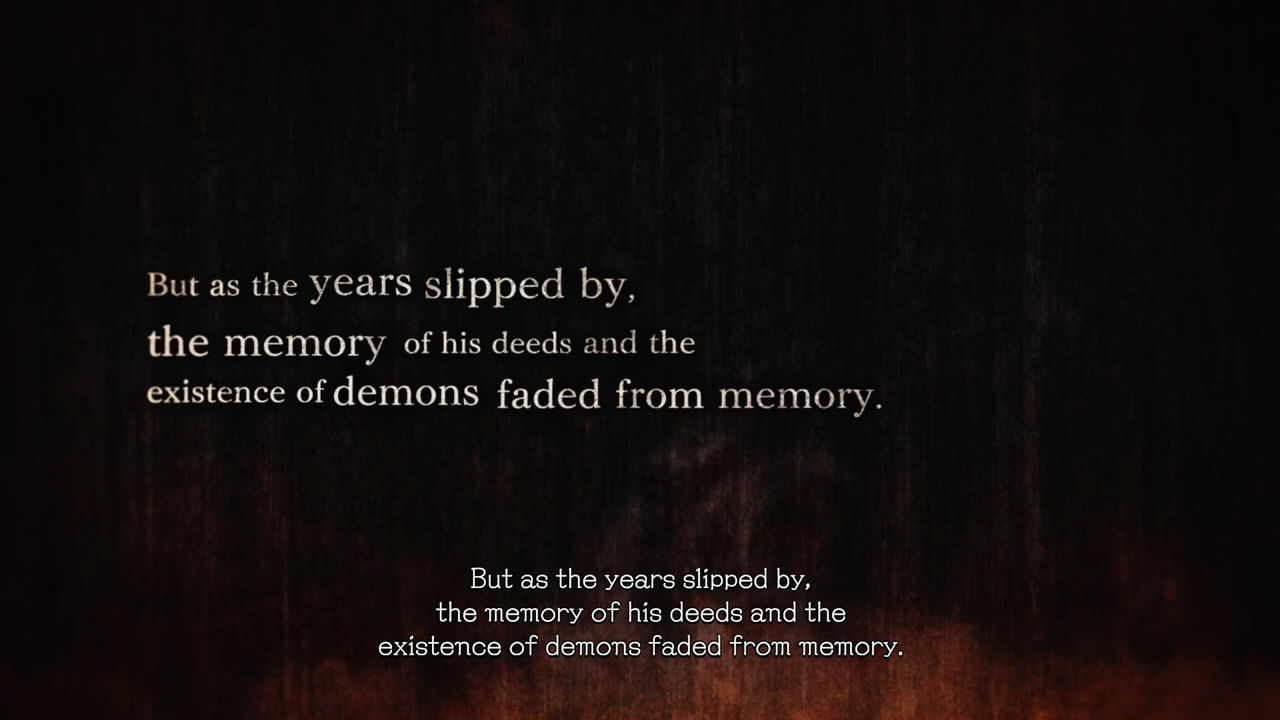 But as the years slipped by,
the memory of his deeds and the
existence of demons faded from memory.
But as the years slipped by,
the memory of his deeds and the
existence of demons faded from memory.